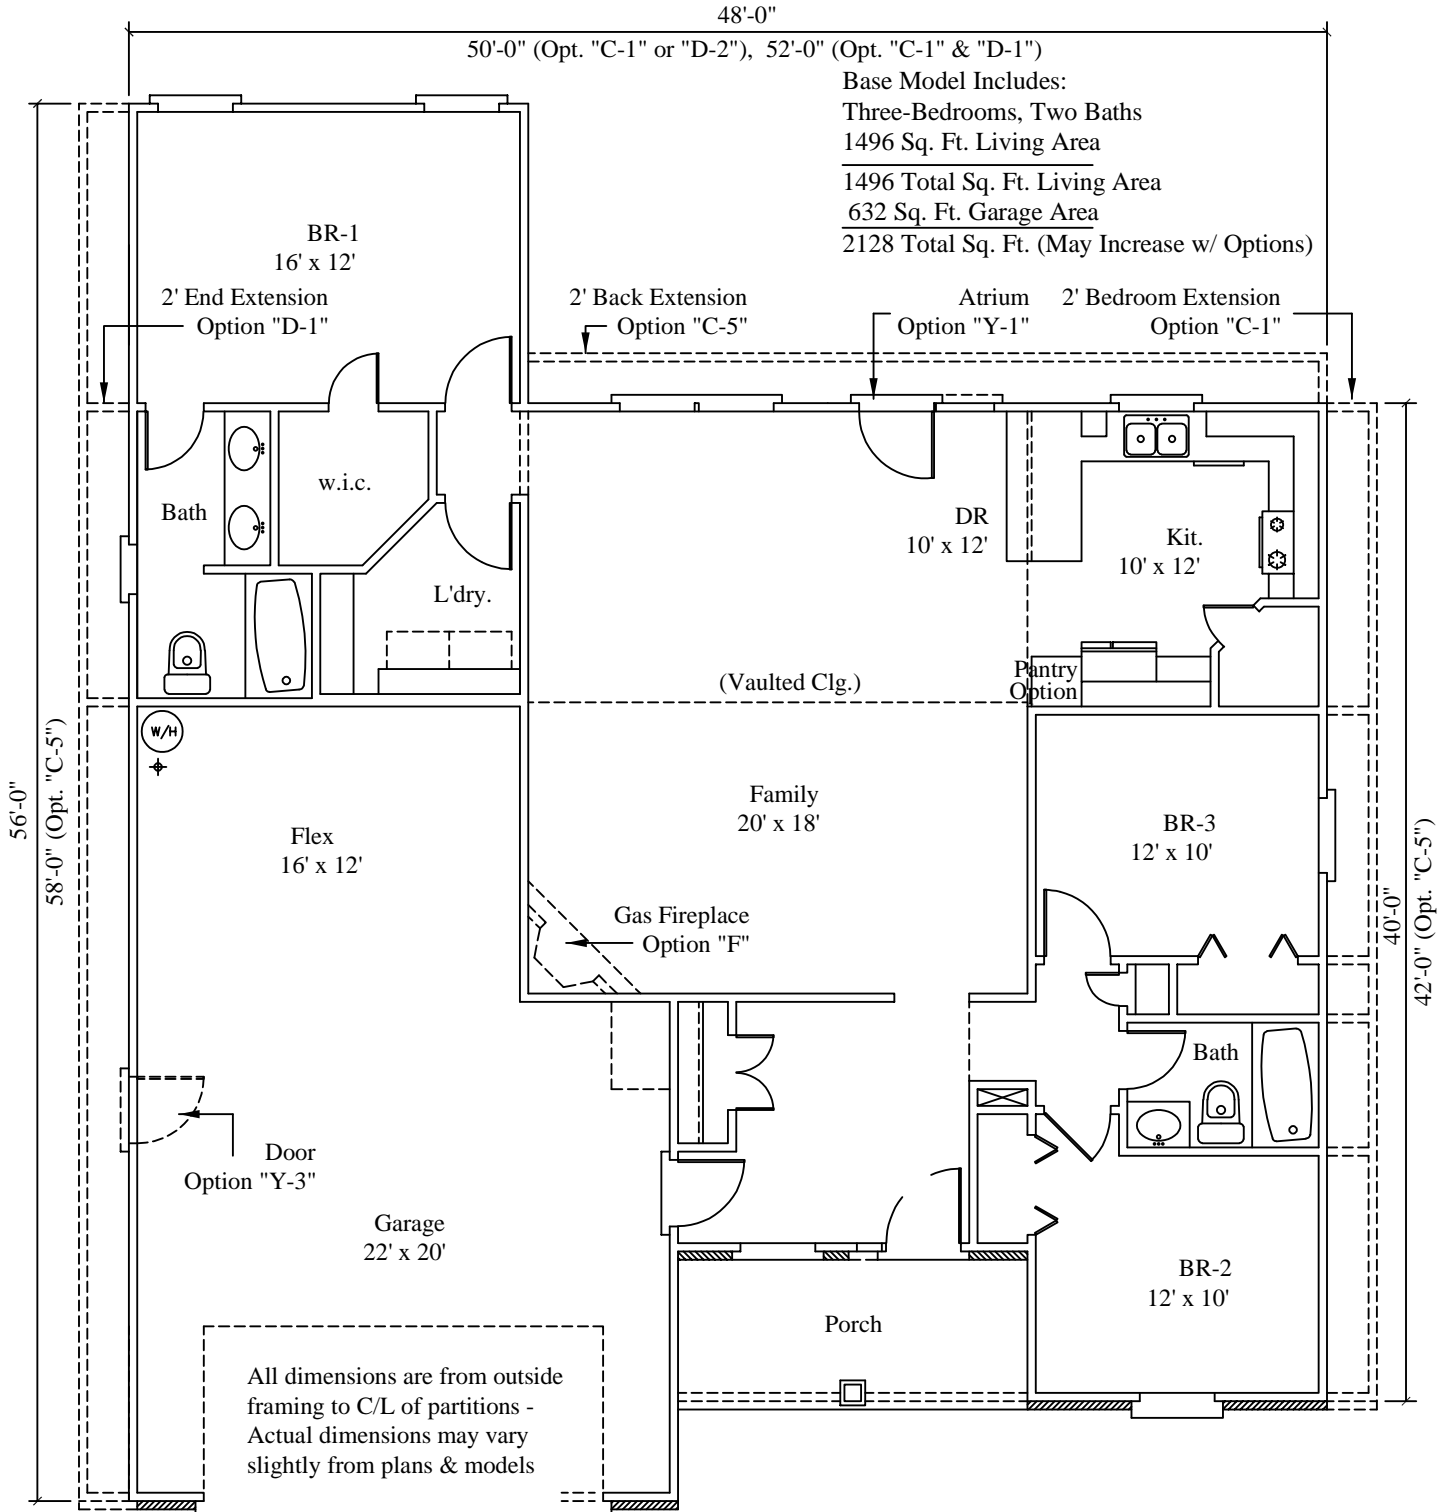 48'-0"
50'-0" (Opt. "C-1" or "D-2"), 52'-0" (Opt. "C-1" & "D-1")
Base Model Includes:
Three-Bedrooms, Two Baths
1496 Sq. Ft. Living Area
1496 Total Sq. Ft. Living Area
632 Sq. Ft. Garage Area
2128 Total Sq. Ft. (May Increase w/ Options)
BR-1
16' x 12'
2' End Extension
Option "D-1"
2' Back Extension
Option "C-5"
Atrium
Option "Y-1"
2' Bedroom Extension
Option "C-1"
w.i.c.
Bath
L'dry.
DR
10' x 12'
Kit.
10' x 12'
Pantry
Option
(Vaulted Clg.)
W/H
56'-0"
58'-0" (Opt. "C-5")
Flex
16' x 12'
Family
20' x 18'
BR-3
12' x 10'
40'-0"
42'-0" (Opt. "C-5")
Gas Fireplace
Option "F"
Bath
Door
Option "Y-3"
Garage
22' x 20'
BR-2
12' x 10'
Porch
All dimensions are from outside
framing to C/L of partitions -
Actual dimensions may vary
slightly from plans & models